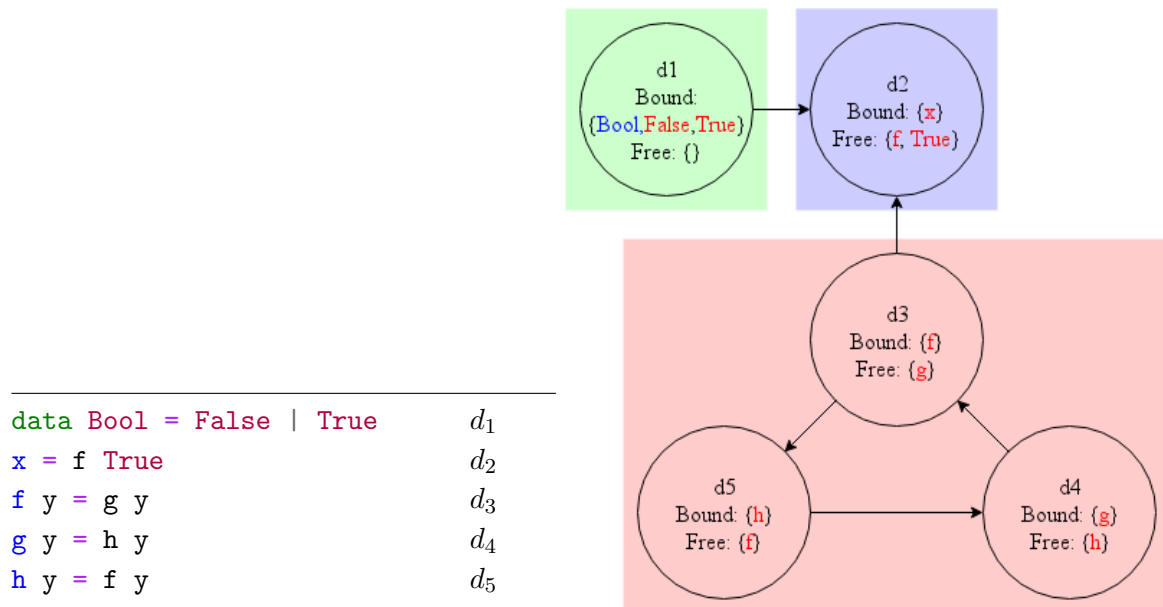 d1
Bound:
{Bool,False,True}
Free: {}
d2
Bound: {x}
Free: {f, True}
d3
Bound: {f}
Free: {g}
d5
Bound: {h}
Free: {f}
d4
Bound: {g}
Free: {h}
data Bool = False | True d₁
x = f True d₂
f y = g y d₃
g y = h y d₄
h y = f y d₅